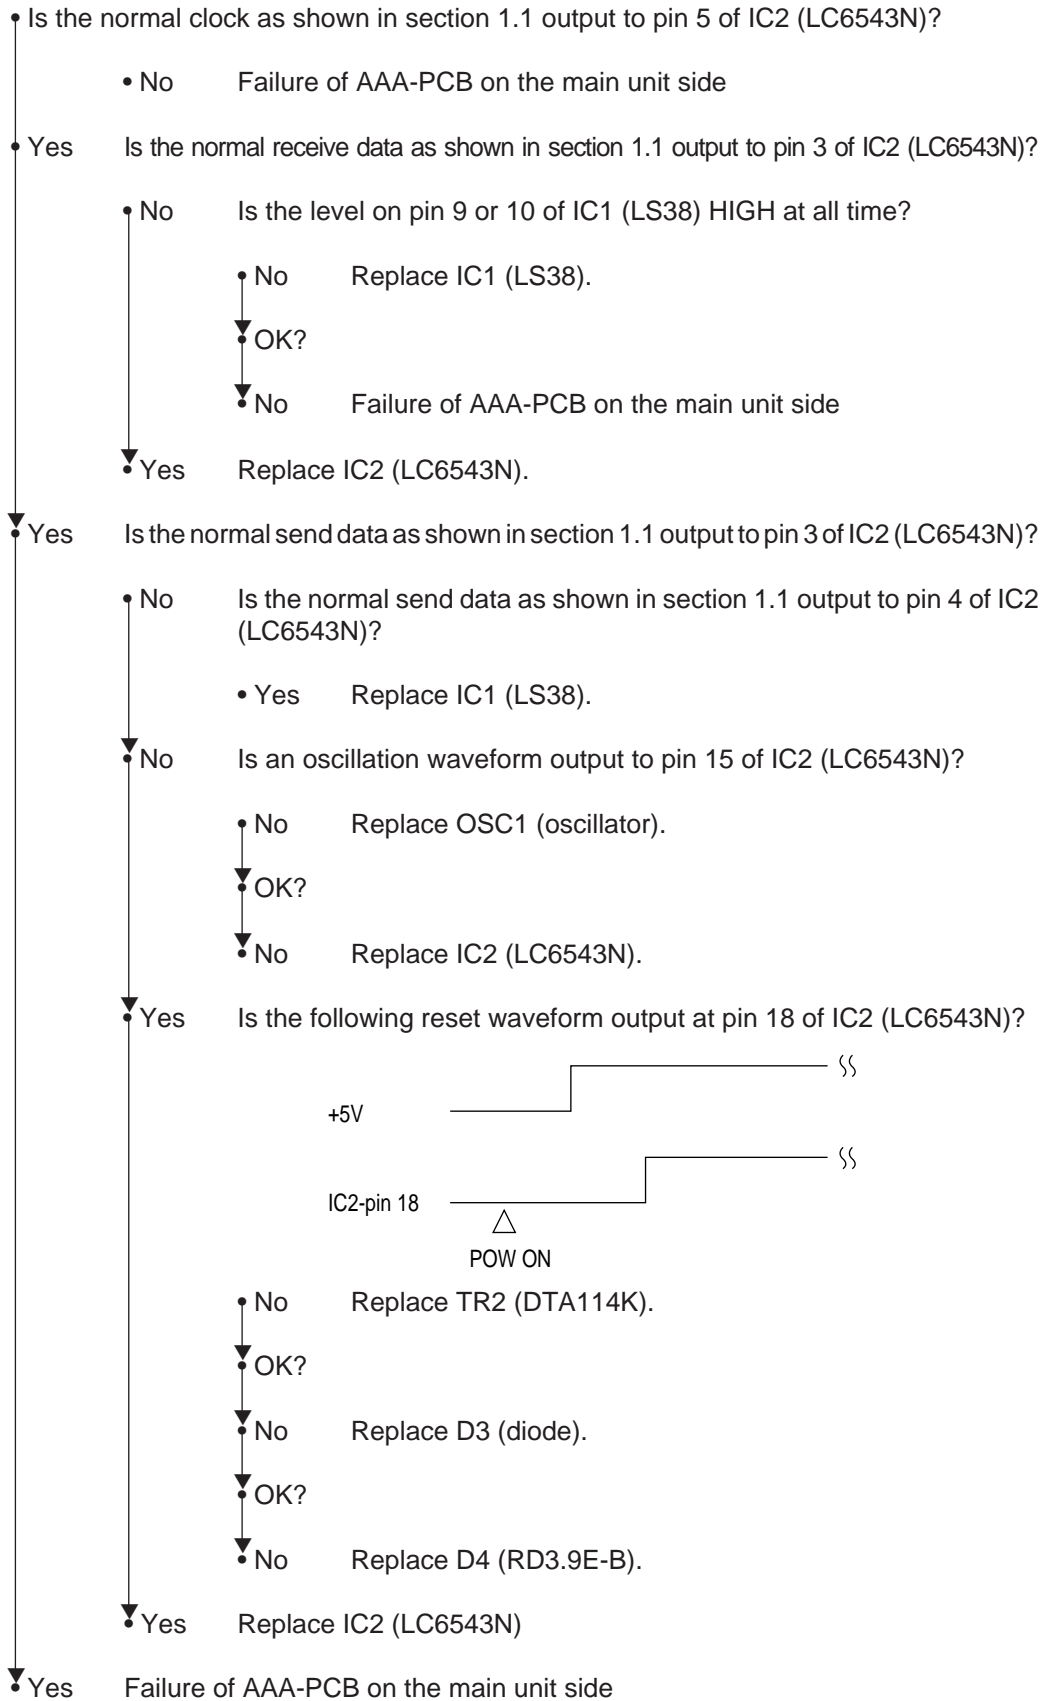 • Is the normal clock as shown in section 1.1 output to pin 5 of IC2 (LC6543N)?
• No Failure of AAA-PCB on the main unit side
• Yes Is the normal receive data as shown in section 1.1 output to pin 3 of IC2 (LC6543N)?
• No Is the level on pin 9 or 10 of IC1 (LS38) HIGH at all time?
• No Replace IC1 (LS38).
• OK?
• No Failure of AAA-PCB on the main unit side
• Yes Replace IC2 (LC6543N).
• Yes Is the normal send data as shown in section 1.1 output to pin 3 of IC2 (LC6543N)?
• No Is the normal send data as shown in section 1.1 output to pin 4 of IC2
(LC6543N)?
• Yes Replace IC1 (LS38).
• No Is an oscillation waveform output to pin 15 of IC2 (LC6543N)?
• No Replace OSC1 (oscillator).
• OK?
• No Replace IC2 (LC6543N).
• Yes Is the following reset waveform output at pin 18 of IC2 (LC6543N)?
+5V
IC2-pin 18
POW ON
• No Replace TR2 (DTA114K).
• OK?
• No Replace D3 (diode).
• OK?
• No Replace D4 (RD3.9E-B).
• Yes Replace IC2 (LC6543N)
• Yes Failure of AAA-PCB on the main unit side